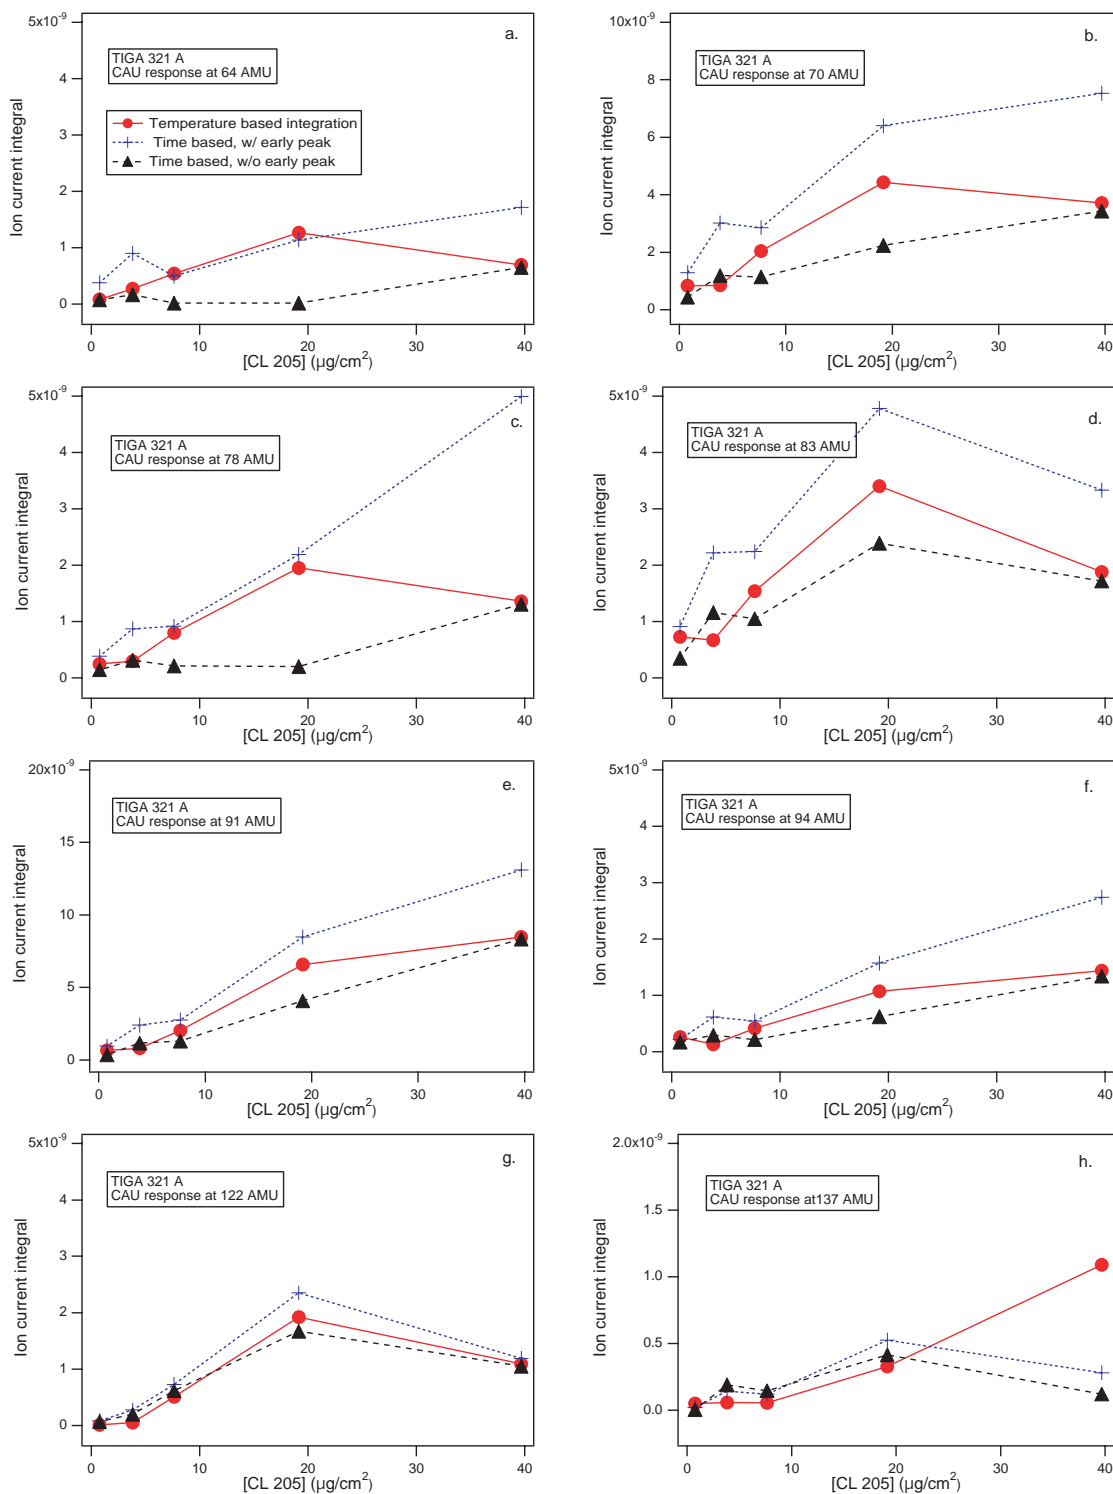 a.
TIGA 321 A
CAU response at 64 AMU
Temperature based integration
Time based, w/ early peak
Time based, w/o early peak
Ion current integral
5x10⁻⁹
4
3
2
1
0
0 10 20 30 40
[CL 205] (µg/cm²)
b.
TIGA 321 A
CAU response at 70 AMU
Ion current integral
10x10⁻⁹
8
6
4
2
0
0 10 20 30 40
[CL 205] (µg/cm²)
c.
TIGA 321 A
CAU response at 78 AMU
Ion current integral
5x10⁻⁹
4
3
2
1
0
0 10 20 30 40
[CL 205] (µg/cm²)
d.
TIGA 321 A
CAU response at 83 AMU
Ion current integral
5x10⁻⁹
4
3
2
1
0
0 10 20 30 40
[CL 205] (µg/cm²)
e.
TIGA 321 A
CAU response at 91 AMU
Ion current integral
20x10⁻⁹
15
10
5
0
0 10 20 30 40
[CL 205] (µg/cm²)
f.
TIGA 321 A
CAU response at 94 AMU
Ion current integral
5x10⁻⁹
4
3
2
1
0
0 10 20 30 40
[CL 205] (µg/cm²)
g.
TIGA 321 A
CAU response at 122 AMU
Ion current integral
5x10⁻⁹
4
3
2
1
0
0 10 20 30 40
[CL 205] (µg/cm²)
h.
TIGA 321 A
CAU response at137 AMU
Ion current integral
2.0x10⁻⁹
1.5
1.0
0.5
0.0
0 10 20 30 40
[CL 205] (µg/cm²)